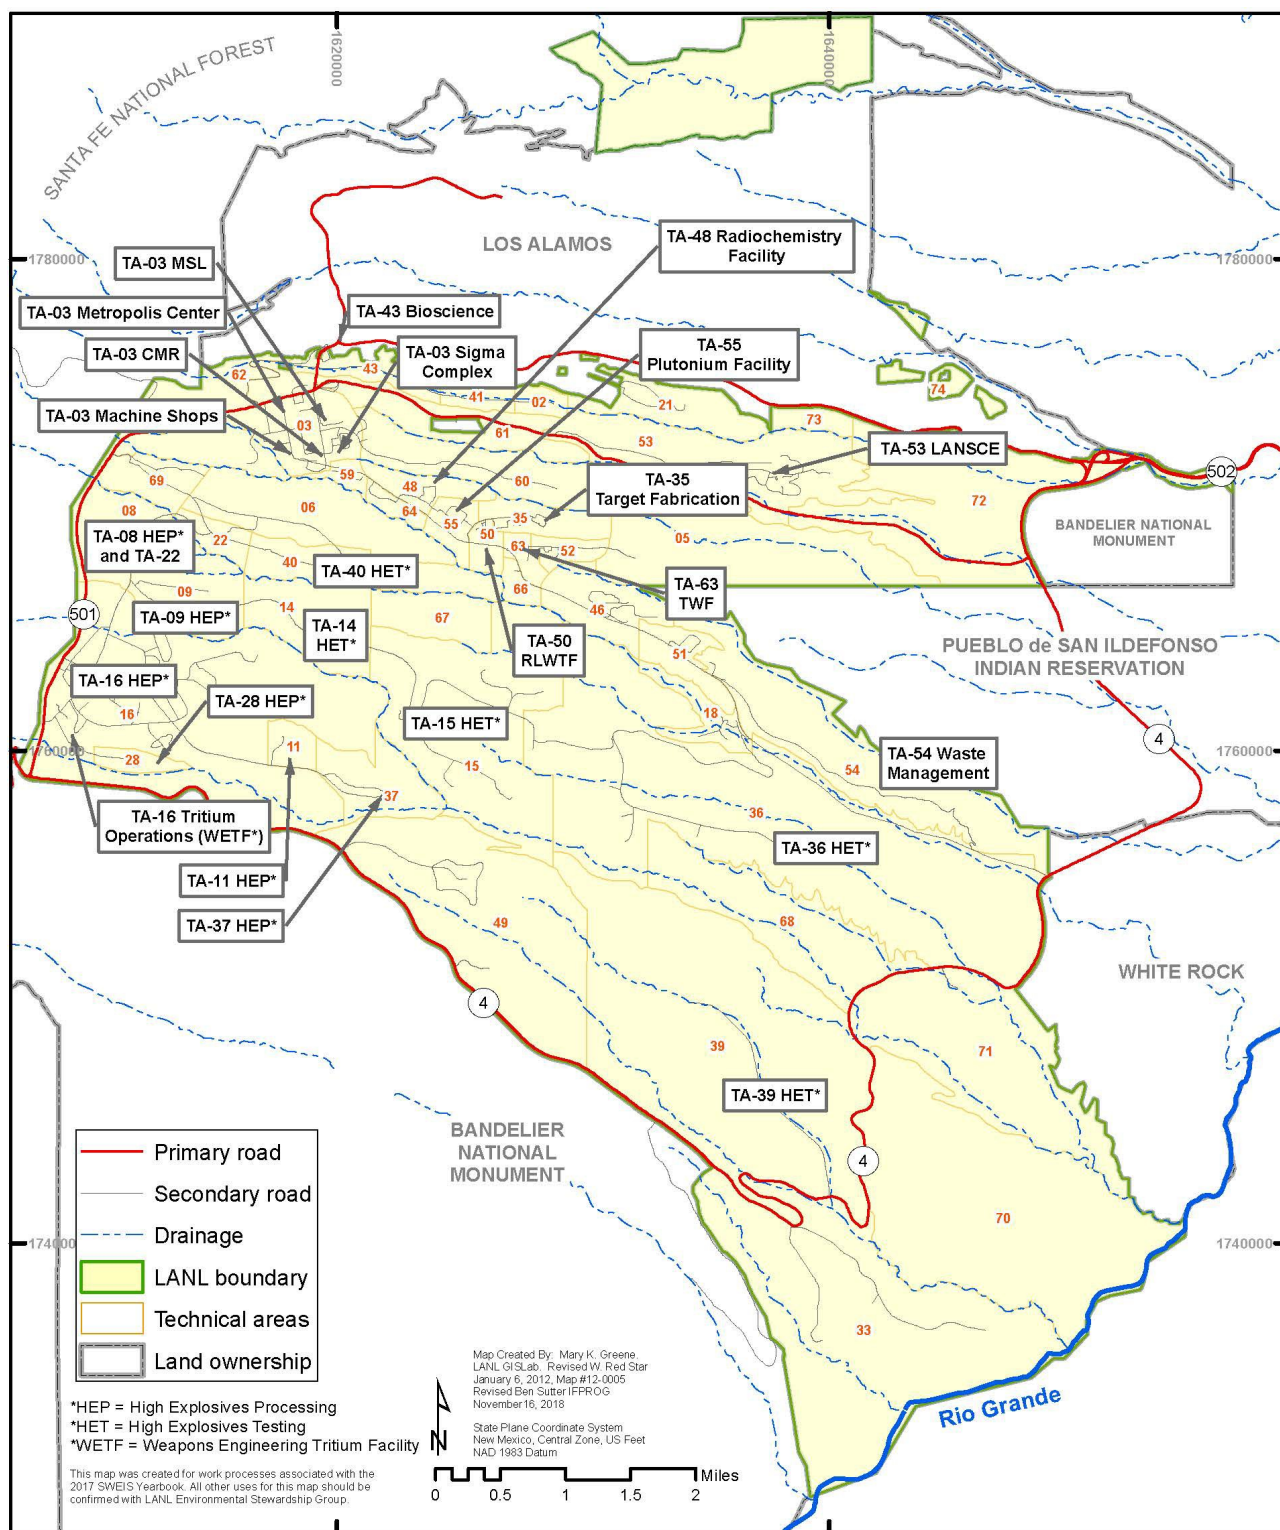 1620000
1640000
SANTA FE NATIONAL FOREST
LOS ALAMOS
TA-48 Radiochemistry
Facility
1780000
1780000
TA-03 MSL
TA-03 Metropolis Center
TA-43 Bioscience
TA-03 CMR
TA-03 Sigma
Complex
TA-55
Plutonium Facility
62
43
41
02
21
74
TA-03 Machine Shops
03
61
53
73
TA-53 LANSCE
502
69
59
48
60
TA-35
Target Fabrication
72
08
06
64
55
35
BANDELIER NATIONAL
MONUMENT
TA-08 HEP*
and TA-22
22
50
63
52
05
40
TA-40 HET*
66
TA-63
TWF
501
09
TA-09 HEP*
14
TA-14
HET*
67
46
TA-50
RLWTF
51
PUEBLO de SAN ILDEFONSO
INDIAN RESERVATION
TA-16 HEP*
TA-28 HEP*
16
TA-15 HET*
18
4
1760000
1760000
28
11
15
54
TA-54 Waste
Management
37
36
TA-16 Tritium
Operations (WETF*)
TA-36 HET*
TA-11 HEP*
TA-37 HEP*
49
68
WHITE ROCK
4
39
71
TA-39 HET*
BANDELIER
NATIONAL
MONUMENT
4
70
1740000
1740000
33
Rio Grande
Primary road
Secondary road
Drainage
LANL boundary
Technical areas
Land ownership
*HEP = High Explosives Processing
*HET = High Explosives Testing
*WETF = Weapons Engineering Tritium Facility
This map was created for work processes associated with the
2017 SWEIS Yearbook. All other uses for this map should be
confirmed with LANL Environmental Stewardship Group.
Map Created By: Mary K. Greene.
LANL GISLab. Revised W. Red Star
January 6, 2012, Map #12-0005
Revised Ben Sutter IFPROG
November 16, 2018
State Plane Coordinate System
New Mexico, Central Zone, US Feet
NAD 1983 Datum
N
Miles
0 0.5 1 1.5 2